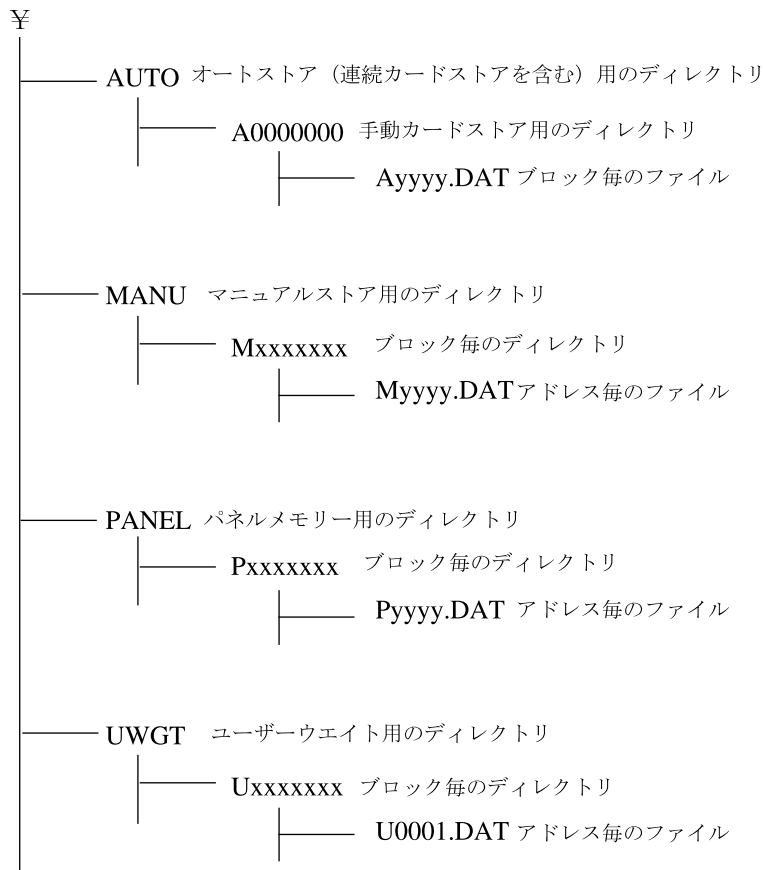 ¥
AUTO オートストア（連続カードストアを含む）用のディレクトリ
A0000000 手動カードストア用のディレクトリ
Ayyyy.DAT ブロック毎のファイル
MANU マニュアルストア用のディレクトリ
Mxxxxxxx ブロック毎のディレクトリ
Myyyy.DAT アドレス毎のファイル
PANEL パネルメモリー用のディレクトリ
Pxxxxxxx ブロック毎のディレクトリ
Pyyyy.DAT アドレス毎のファイル
UWGT ユーザーウエイト用のディレクトリ
Uxxxxxxx ブロック毎のディレクトリ
U0001.DAT アドレス毎のファイル